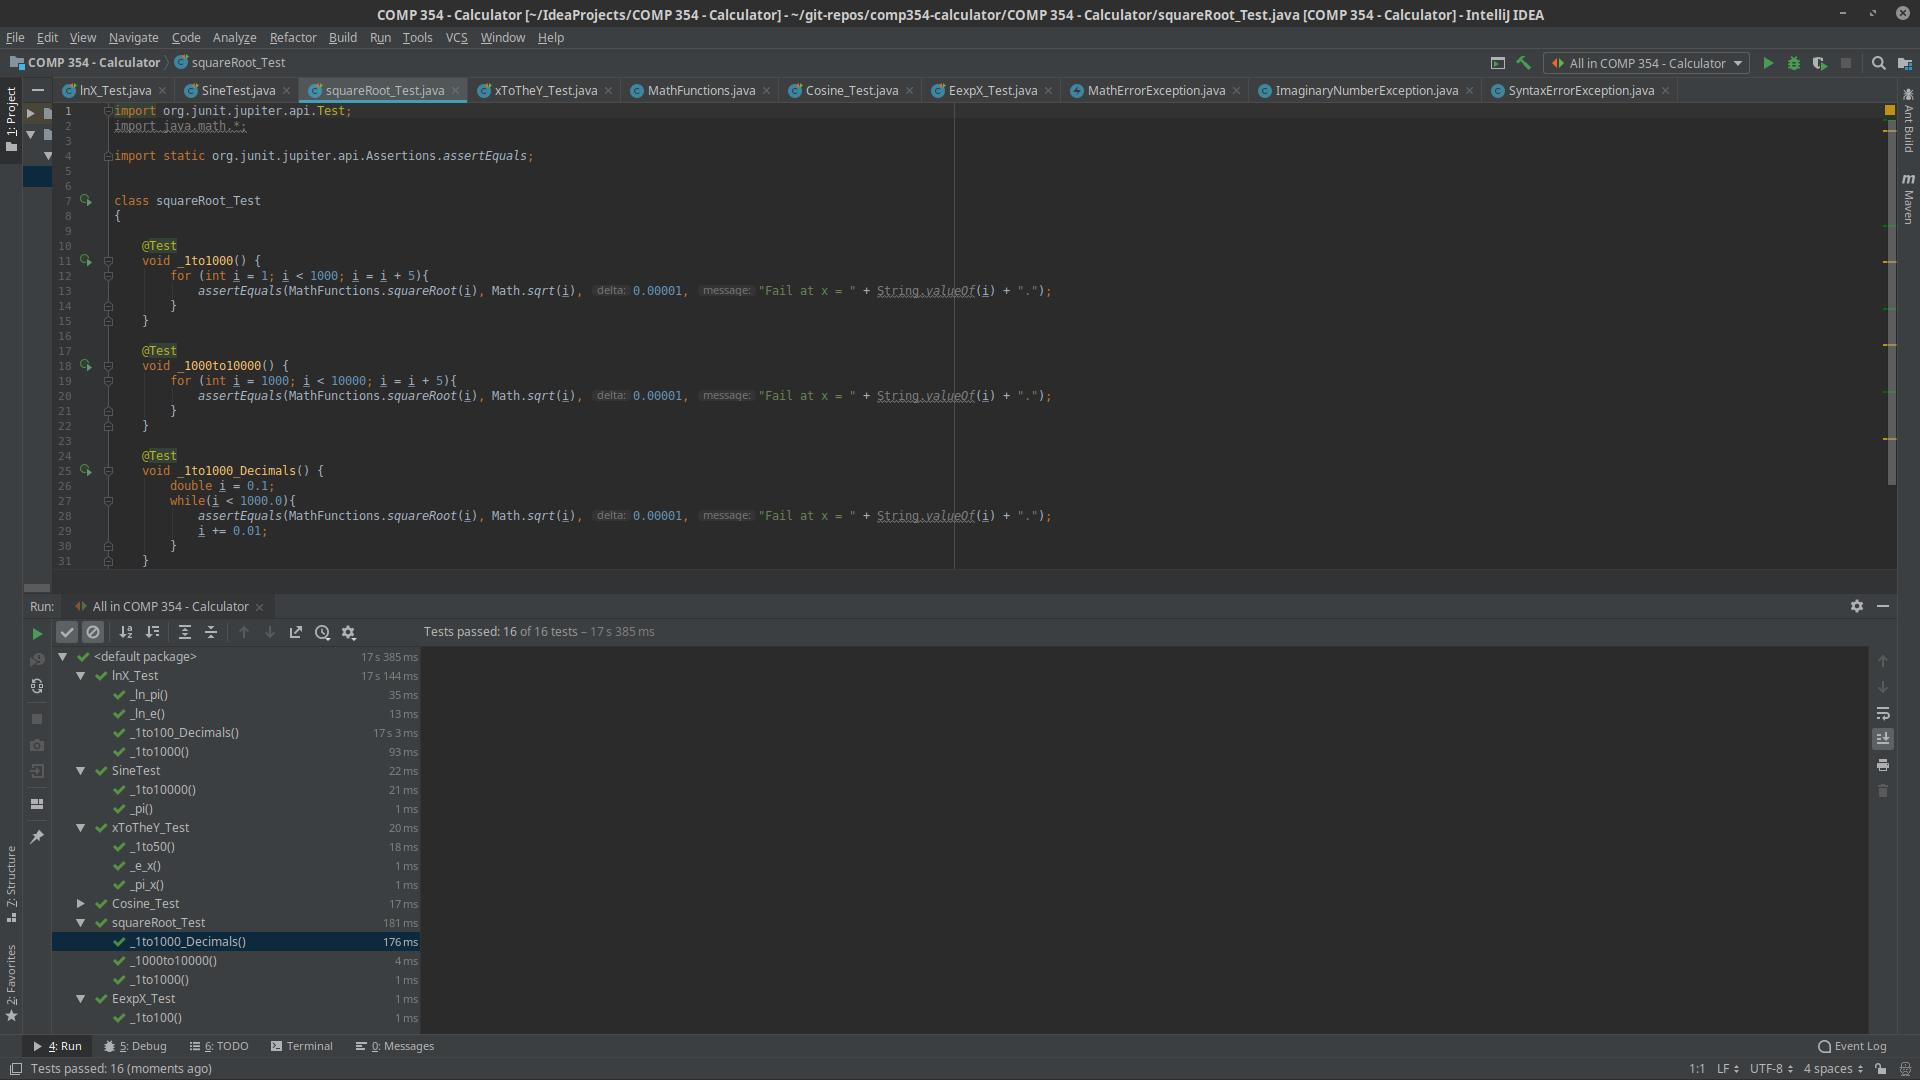 COMP 354 - Calculator [~/IdeaProjects/COMP 354 - Calculator] - ~/git-repos/comp354-calculator/COMP 354 - Calculator/squareRoot_Test.java [COMP 354 - Calculator] - IntelliJ IDEA
File Edit View Navigate Code Analyze Refactor Build Run Tools VCS Window Help
COMP 354 - Calculator squareRoot_Test All in COMP 354 - Calculator
lnX_Test.java SineTest.java squareRoot_Test.java xToTheY_Test.java MathFunctions.java Cosine_Test.java EexpX_Test.java MathErrorException.java ImaginaryNumberException.java SyntaxErrorException.java
1: Project
Ant Build
Maven
1 import org.junit.jupiter.api.Test;
2 import java.math.*;
3
4 import static org.junit.jupiter.api.Assertions.assertEquals;
5
6
7 class squareRoot_Test
8 {
9
10 @Test
11 void _1to1000() {
12 for (int i = 1; i < 1000; i = i + 5){
13 assertEquals(MathFunctions.squareRoot(i), Math.sqrt(i), delta: 0.00001, message: "Fail at x = " + String.valueOf(i) + ".");
14 }
15 }
16
17 @Test
18 void _1000to10000() {
19 for (int i = 1000; i < 10000; i = i + 5){
20 assertEquals(MathFunctions.squareRoot(i), Math.sqrt(i), delta: 0.00001, message: "Fail at x = " + String.valueOf(i) + ".");
21 }
22 }
23
24 @Test
25 void _1to1000_Decimals() {
26 double i = 0.1;
27 while(i < 1000.0){
28 assertEquals(MathFunctions.squareRoot(i), Math.sqrt(i), delta: 0.00001, message: "Fail at x = " + String.valueOf(i) + ".");
29 i += 0.01;
30 }
31 }
Run: All in COMP 354 - Calculator
Tests passed: 16 of 16 tests – 17 s 385 ms
<default package> 17 s 385 ms
lnX_Test 17 s 144 ms
_ln_pi() 35 ms
_ln_e() 13 ms
_1to100_Decimals() 17 s 3 ms
_1to1000() 93 ms
SineTest 22 ms
_1to10000() 21 ms
_pi() 1 ms
xToTheY_Test 20 ms
_1to50() 18 ms
_e_x() 1 ms
_pi_x() 1 ms
Cosine_Test 17 ms
squareRoot_Test 181 ms
_1to1000_Decimals() 176 ms
_1000to10000() 4 ms
_1to1000() 1 ms
EexpX_Test 1 ms
_1to100() 1 ms
7: Structure
2: Favorites
4: Run 5: Debug 6: TODO Terminal 0: Messages Event Log
Tests passed: 16 (moments ago) 1:1 LF UTF-8 4 spaces